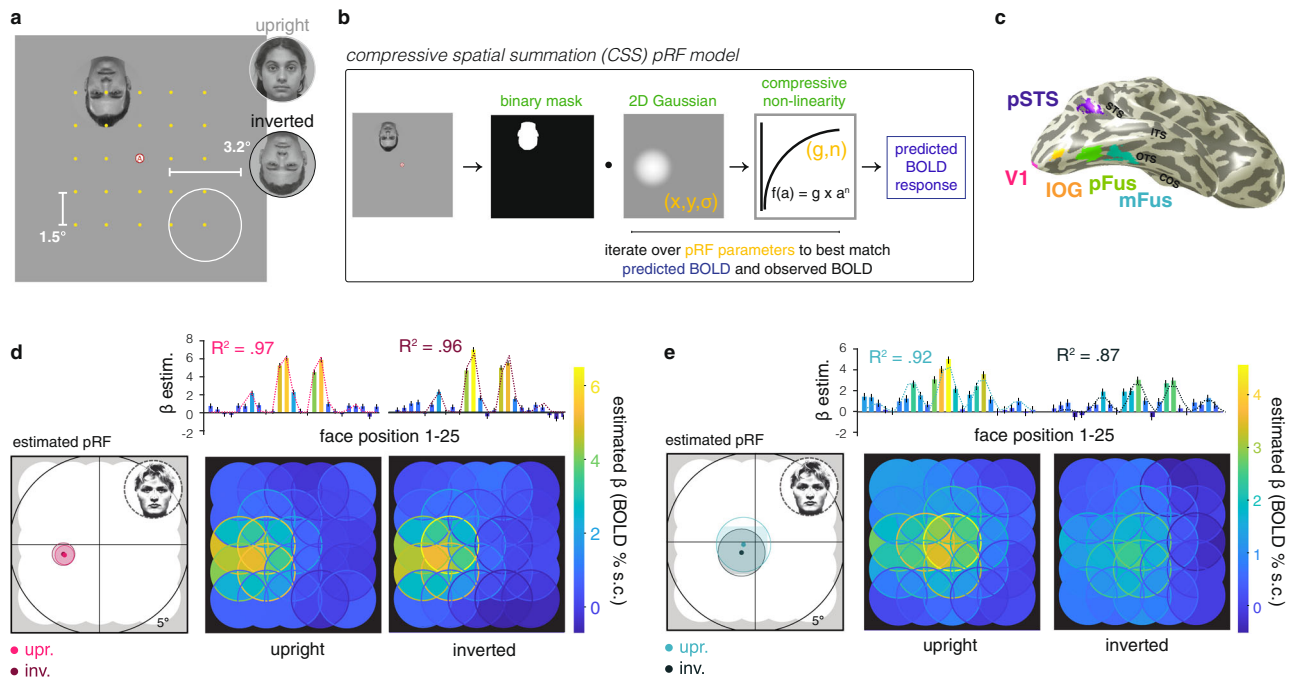 a
upright
inverted
3.2°
1.5°
b
compressive spatial summation (CSS) pRF model
binary mask
2D Gaussian
compressive
non-linearity
(x,y,σ)
(g,n)
f(a) = g x aⁿ
predicted
BOLD
response
iterate over pRF parameters to best match
predicted BOLD and observed BOLD
c
pSTS
STS
ITS
OTS
COS
V1
IOG
pFus
mFus
d
β estim.
8
6
4
2
0
-2
R² = .97
R² = .96
face position 1-25
estimated pRF
5°
upr.
inv.
upright
inverted
6
4
2
0
estimated β (BOLD % s.c.)
e
β estim.
6
4
2
0
-2
R² = .92
R² = .87
face position 1-25
estimated pRF
5°
upr.
inv.
upright
inverted
4
3
2
1
0
estimated β (BOLD % s.c.)